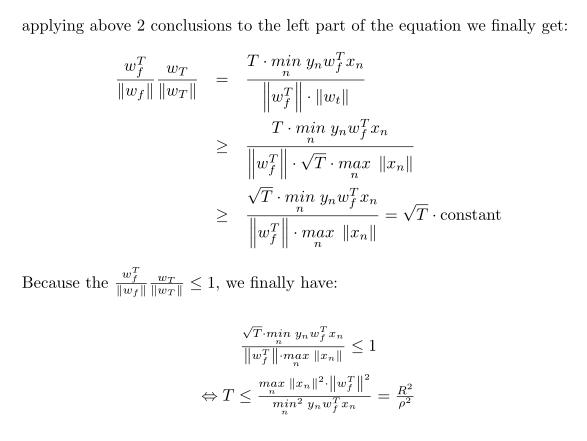 applying above 2 conclusions to the left part of the equation we finally get:
\frac{w_f^T}{\|w_f\|} \frac{w_T}{\|w_T\|} = \frac{T \cdot \underset{n}{min} \ y_n w_f^T x_n}{\left\|w_f^T\right\| \cdot \|w_t\|}
\geq \frac{T \cdot \underset{n}{min} \ y_n w_f^T x_n}{\left\|w_f^T\right\| \cdot \sqrt{T} \cdot \underset{n}{max} \ \|x_n\|}
\geq \frac{\sqrt{T} \cdot \underset{n}{min} \ y_n w_f^T x_n}{\left\|w_f^T\right\| \cdot \underset{n}{max} \ \|x_n\|} = \sqrt{T} \cdot \text{constant}
Because the \frac{w_f^T}{\|w_f\|} \frac{w_T}{\|w_T\|} \leq 1, we finally have:
\frac{\sqrt{T} \cdot \underset{n}{min} \ y_n w_f^T x_n}{\left\|w_f^T\right\| \cdot \underset{n}{max} \ \|x_n\|} \leq 1
\Leftrightarrow T \leq \frac{\underset{n}{max} \ \|x_n\|^2 \cdot \left\|w_f^T\right\|^2}{\underset{n}{min^2} \ y_n w_f^T x_n} = \frac{R^2}{\rho^2}